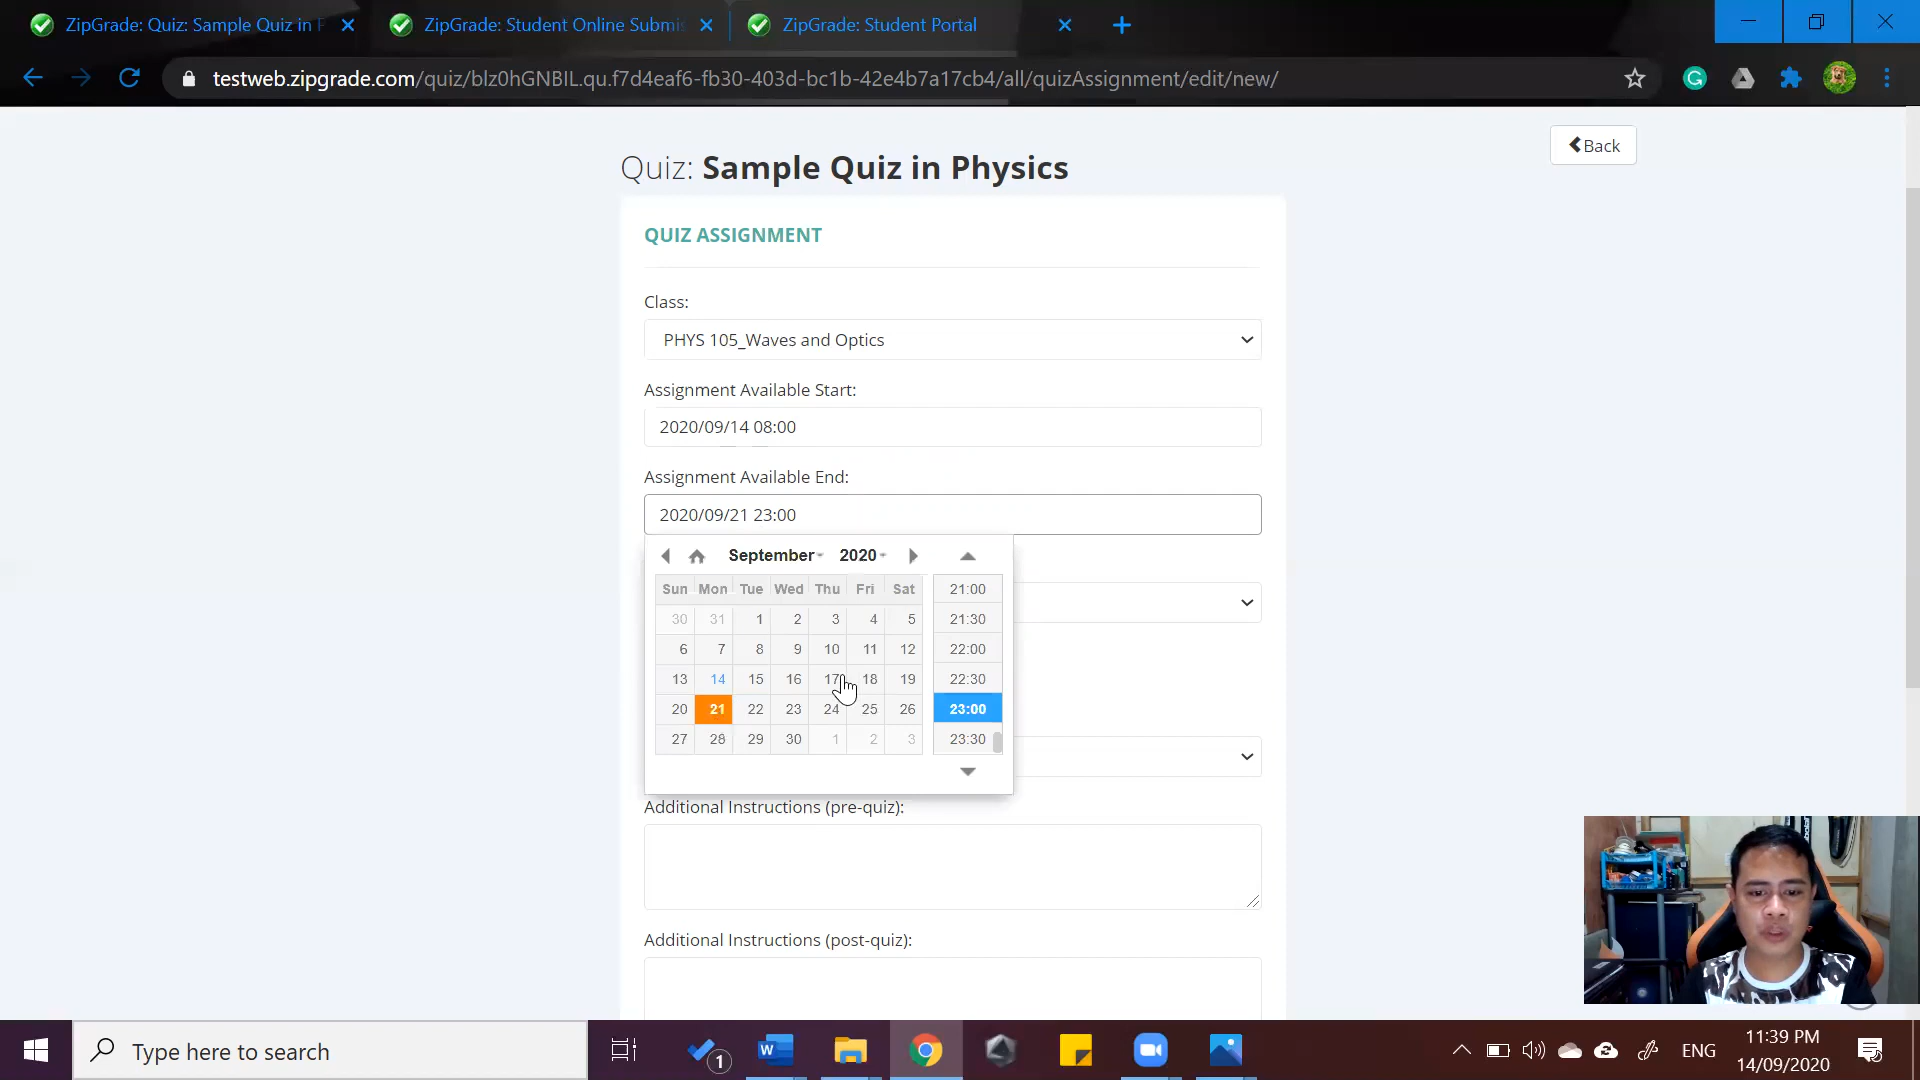 ZipGrade: Quiz: Sample Quiz in P
ZipGrade: Student Online Submi
ZipGrade: Student Portal
testweb.zipgrade.com/quiz/blz0hGNBIL.qu.f7d4eaf6-fb30-403d-bc1b-42e4b7a17cb4/all/quizAssignment/edit/new/
Back
Quiz: Sample Quiz in Physics
QUIZ ASSIGNMENT
Class:
PHYS 105_Waves and Optics
Assignment Available Start:
2020/09/14 08:00
Assignment Available End:
2020/09/21 23:00
September 2020
Sun Mon Tue Wed Thu Fri Sat
30 31 1 2 3 4 5
6 7 8 9 10 11 12
13 14 15 16 17 18 19
20 21 22 23 24 25 26
27 28 29 30 1 2 3
21:00
21:30
22:00
22:30
23:00
23:30
Additional Instructions (pre-quiz):
Additional Instructions (post-quiz):
Type here to search
1
ENG
11:39 PM
14/09/2020